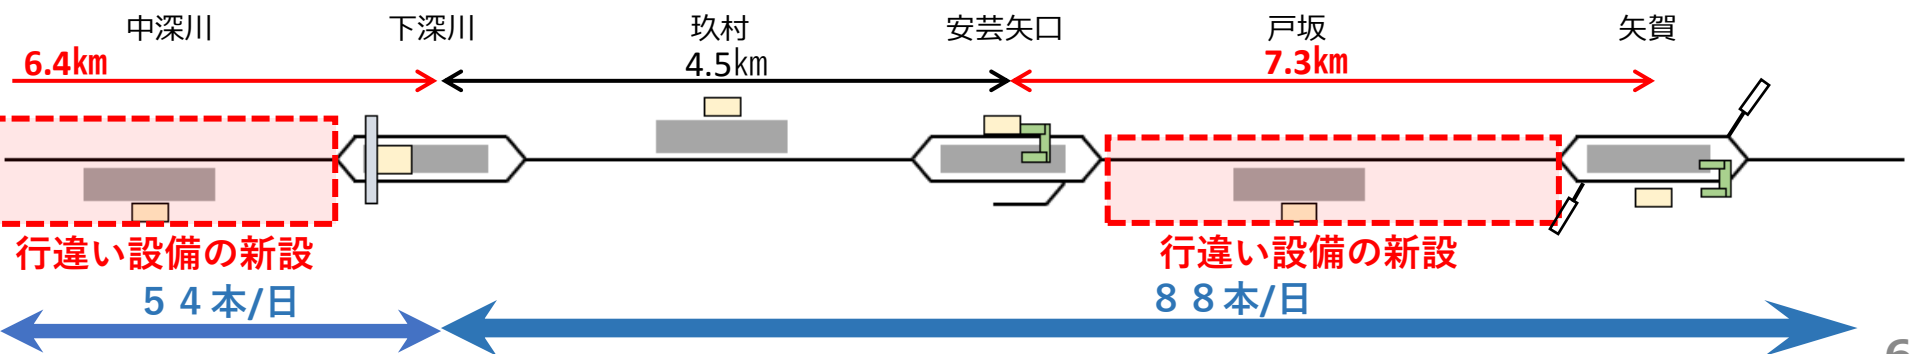 中深川 下深川 玖村 安芸矢口 戸坂 矢賀
6.4㎞ 4.5㎞ 7.3㎞
行違い設備の新設 行違い設備の新設
５４本/日 ８８本/日